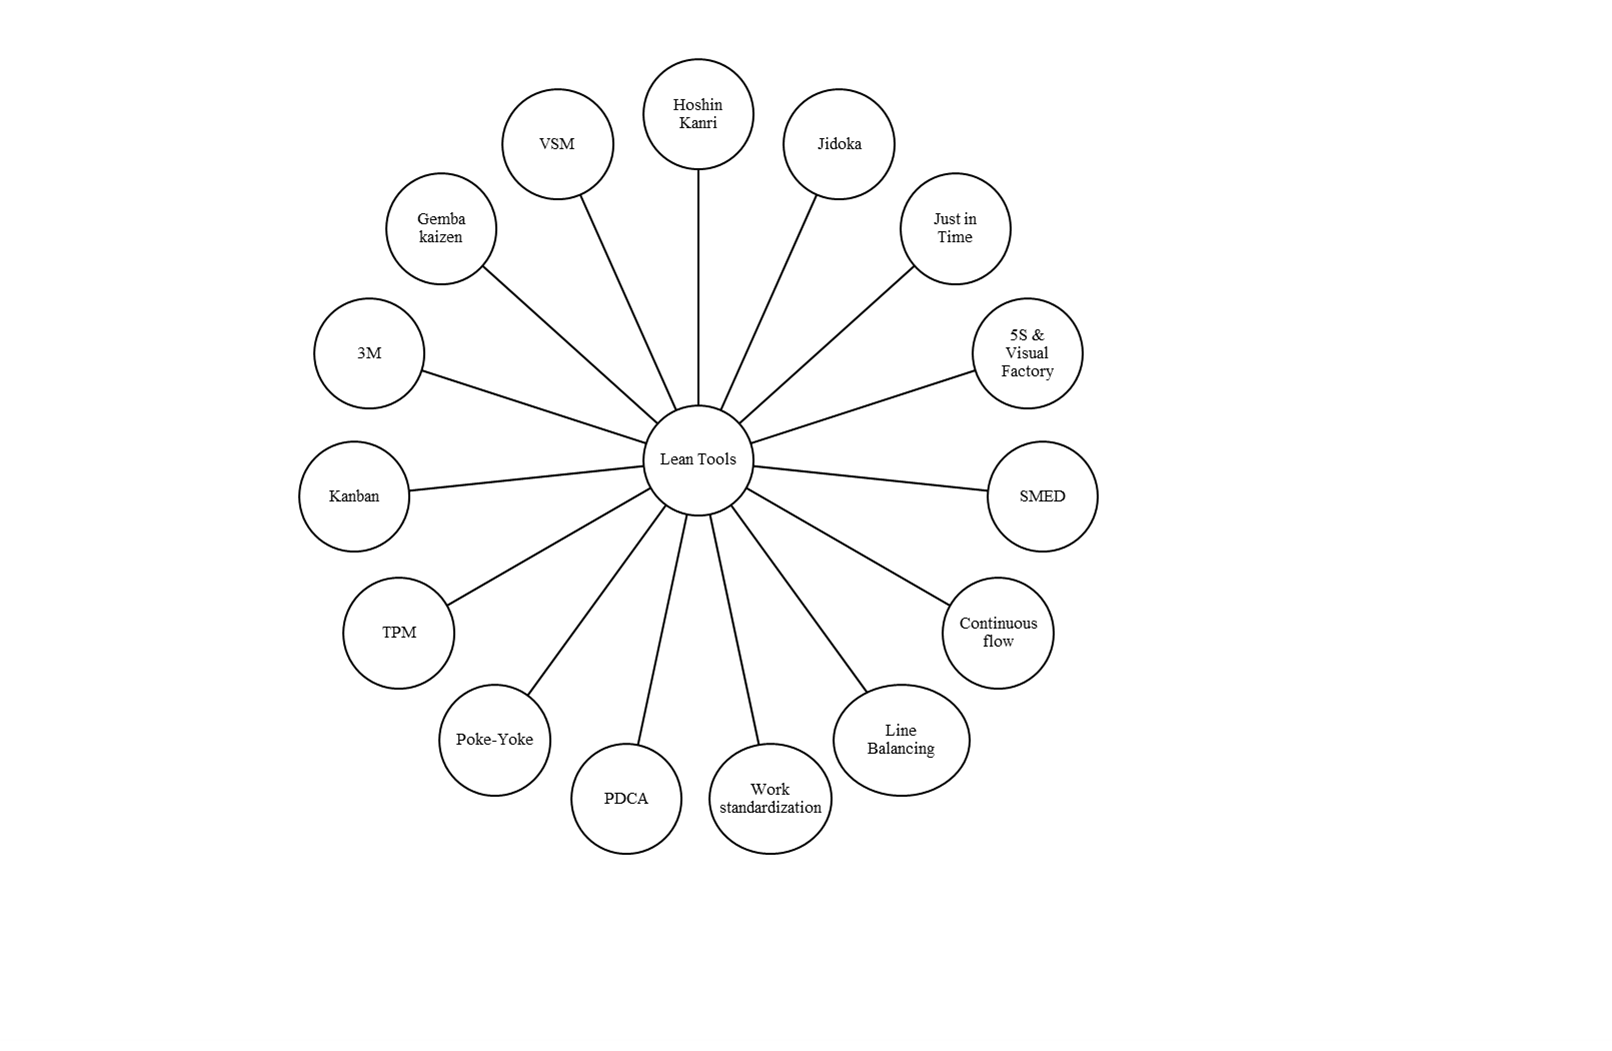 Hoshin
Kanri
VSM
Jidoka
Gemba
kaizen
Just in
Time
3M
5S &
Visual
Factory
Lean Tools
Kanban
SMED
TPM
Continuous
flow
Poke-Yoke
Line
Balancing
PDCA
Work
standardization